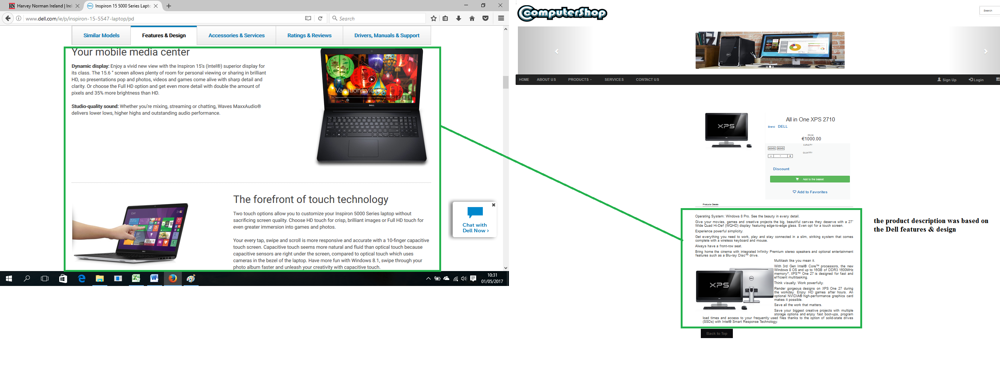 Harvey Norman Ireland | Irel
Inspiron 15 5000 Series Lapto
www.dell.com/ie/p/inspiron-15-5547-laptop/pd
Search
Similar Models
Features & Design
Accessories & Services
Ratings & Reviews
Drivers, Manuals & Support
Your mobile media center
Dynamic display: Enjoy a vivid new view with the Inspiron 15's (Intel®) superior display for
its class. The 15.6 " screen allows plenty of room for personal viewing or sharing in brilliant
HD, so presentations pop and photos, videos and games come alive with sharp detail and
clarity. Or choose the Full HD option and get even more detail with double the amount of
pixels and 35% more brightness than HD.
Studio-quality sound: Whether you're mixing, streaming or chatting, Waves MaxxAudio®
delivers lower lows, higher highs and outstanding audio performance.
Vacations videos
DELL
The forefront of touch technology
Two touch options allow you to customize your Inspiron 5000 Series laptop without
sacrificing screen quality. Choose HD touch for crisp, brilliant images or Full HD touch for
even greater immersion into games and photos.
Your every tap, swipe and scroll is more responsive and accurate with a 10-finger capacitive
touch screen. Capacitive touch seems more natural and fluid than optical touch because
capacitive sensors are right under the screen, compared to optical touch which uses
cameras in the bezel of the laptop. Have more fun with Windows 8.1, swipe through your
photo album faster and unleash your creativity with capacitive touch.
Start
Chat with
Dell Now ›
10:31
01/05/2017
ComputerShop
Search
HOME
ABOUT US
PRODUCTS
SERVICES
CONTACT US
Sign Up
Login
XPS
All in One XPS 2710
Brand DELL
PRICE
€1000.00
CAPACITY
500HD
QUANTITY
- 1 +
Discount
Add to the basket
Add to Favorites
Products Details
Operating System: Windows 8 Pro. See the beauty in every detail.
Give your movies, games and creative projects the big, beautiful canvas they deserve with a 27"
Wide Quad Hi-Def (WQHD) display featuring edge-to-edge glass. Even opt for a touch screen.
Experience powerful simplicity.
Get everything you need to work, play and stay connected in a slim, striking system that comes
complete with a wireless keyboard and mouse.
Always have a front-row seat.
Bring home the cinema with integrated Infinity Premium stereo speakers and optional entertainment
features such as a Blu-ray Disc™ drive.
Multitask like you mean it.
With 3rd Gen Intel® Core™ processors, the new
Windows 8 OS and up to 16GB of DDR3 1600MHz
memory*, XPS™ One 27 is designed for fast and
efficient multitasking.
Think visually. Work powerfully.
Render gorgeous designs on XPS One 27 during
the workday. Enjoy HD games after hours. An
optional NVIDIA® high-performance graphics card
makes it possible.
Save all the work that matters.
Save your biggest creative projects with multiple
storage options and enjoy fast boot-ups, program
load times and access to your frequently used files thanks to the option of solid-state drives
(SSDs) with Intel® Smart Response Technology.
XPS
Back to Top
the product description was based on
the Dell features & design